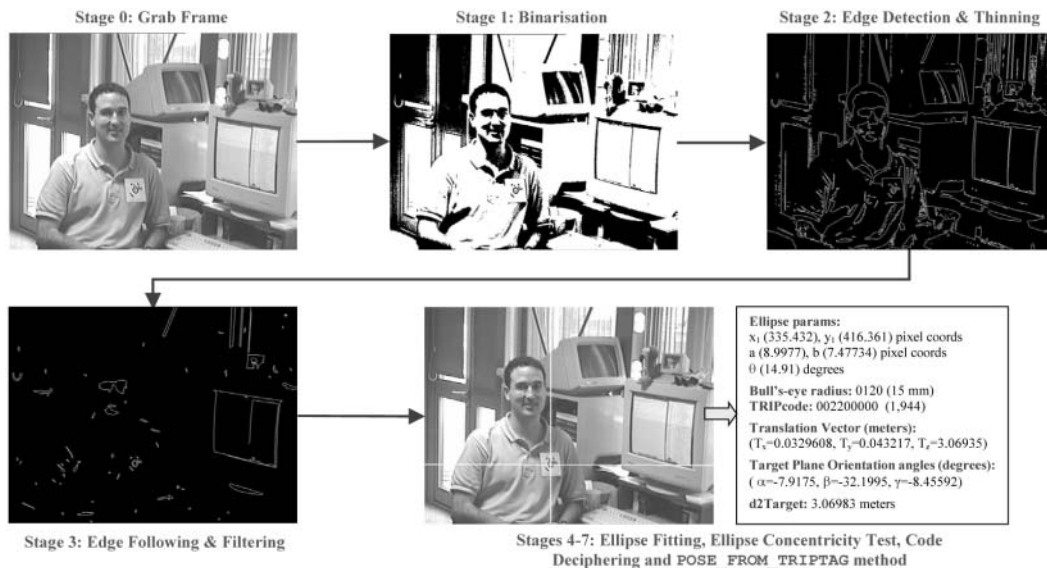 Stage 0: Grab Frame
Stage 1: Binarisation
Stage 2: Edge Detection & Thinning
Ellipse params:
x₁ (335.432), y₁ (416.361) pixel coords
a (8.9977), b (7.47734) pixel coords
θ (14.91) degrees
Bull's-eye radius: 0120 (15 mm)
TRIPcode: 002200000 (1,944)
Translation Vector (meters):
(Tₓ=0.0329608, Tᵧ=0.043217, T_z=3.06935)
Target Plane Orientation angles (degrees):
( α=-7.9175, β=-32.1995, γ=-8.45592)
d2Target: 3.06983 meters
Stage 3: Edge Following & Filtering
Stages 4-7: Ellipse Fitting, Ellipse Concentricity Test, Code
Deciphering and POSE_FROM_TRIPTAG method